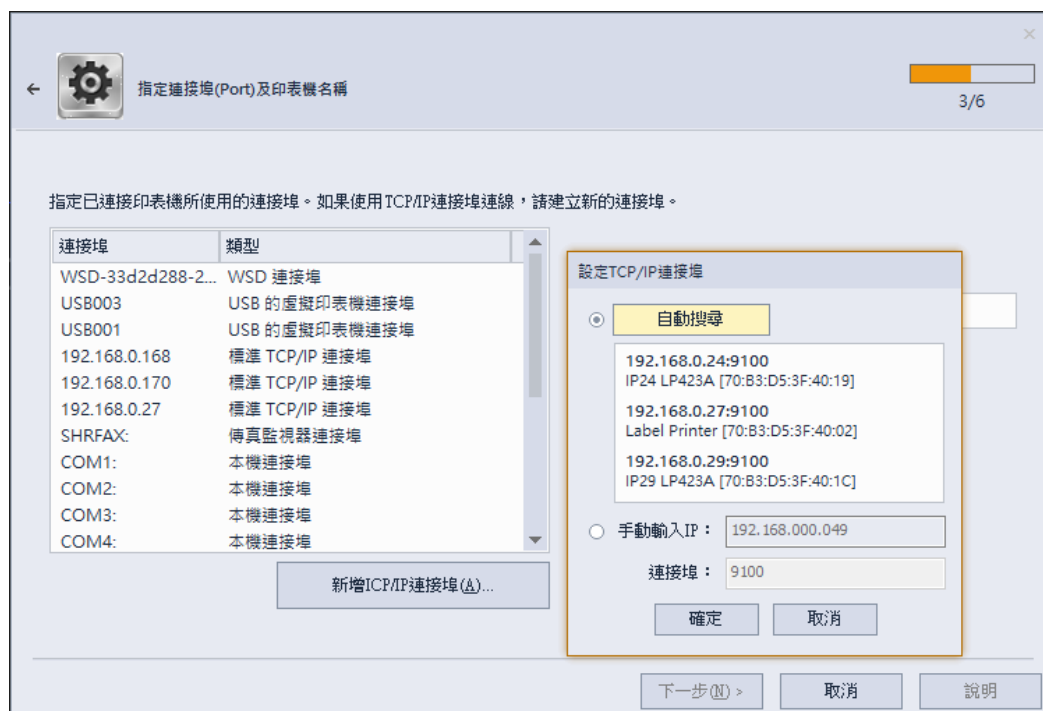 指定連接埠(Port)及印表機名稱
3/6
指定已連接印表機所使用的連接埠。如果使用TCP/IP連接埠連線，請建立新的連接埠。
連接埠 類型
WSD-33d2d288-2... WSD 連接埠
USB003 USB 的虛擬印表機連接埠
USB001 USB 的虛擬印表機連接埠
192.168.0.168 標準 TCP/IP 連接埠
192.168.0.170 標準 TCP/IP 連接埠
192.168.0.27 標準 TCP/IP 連接埠
SHRFAX: 傳真監視器連接埠
COM1: 本機連接埠
COM2: 本機連接埠
COM3: 本機連接埠
COM4: 本機連接埠
新增ICP/IP連接埠(A)...
設定TCP/IP連接埠
自動搜尋
192.168.0.24:9100
IP24 LP423A [70:B3:D5:3F:40:19]
192.168.0.27:9100
Label Printer [70:B3:D5:3F:40:02]
192.168.0.29:9100
IP29 LP423A [70:B3:D5:3F:40:1C]
手動輸入IP： 192.168.000.049
連接埠： 9100
確定 取消
下一步(N) > 取消 說明